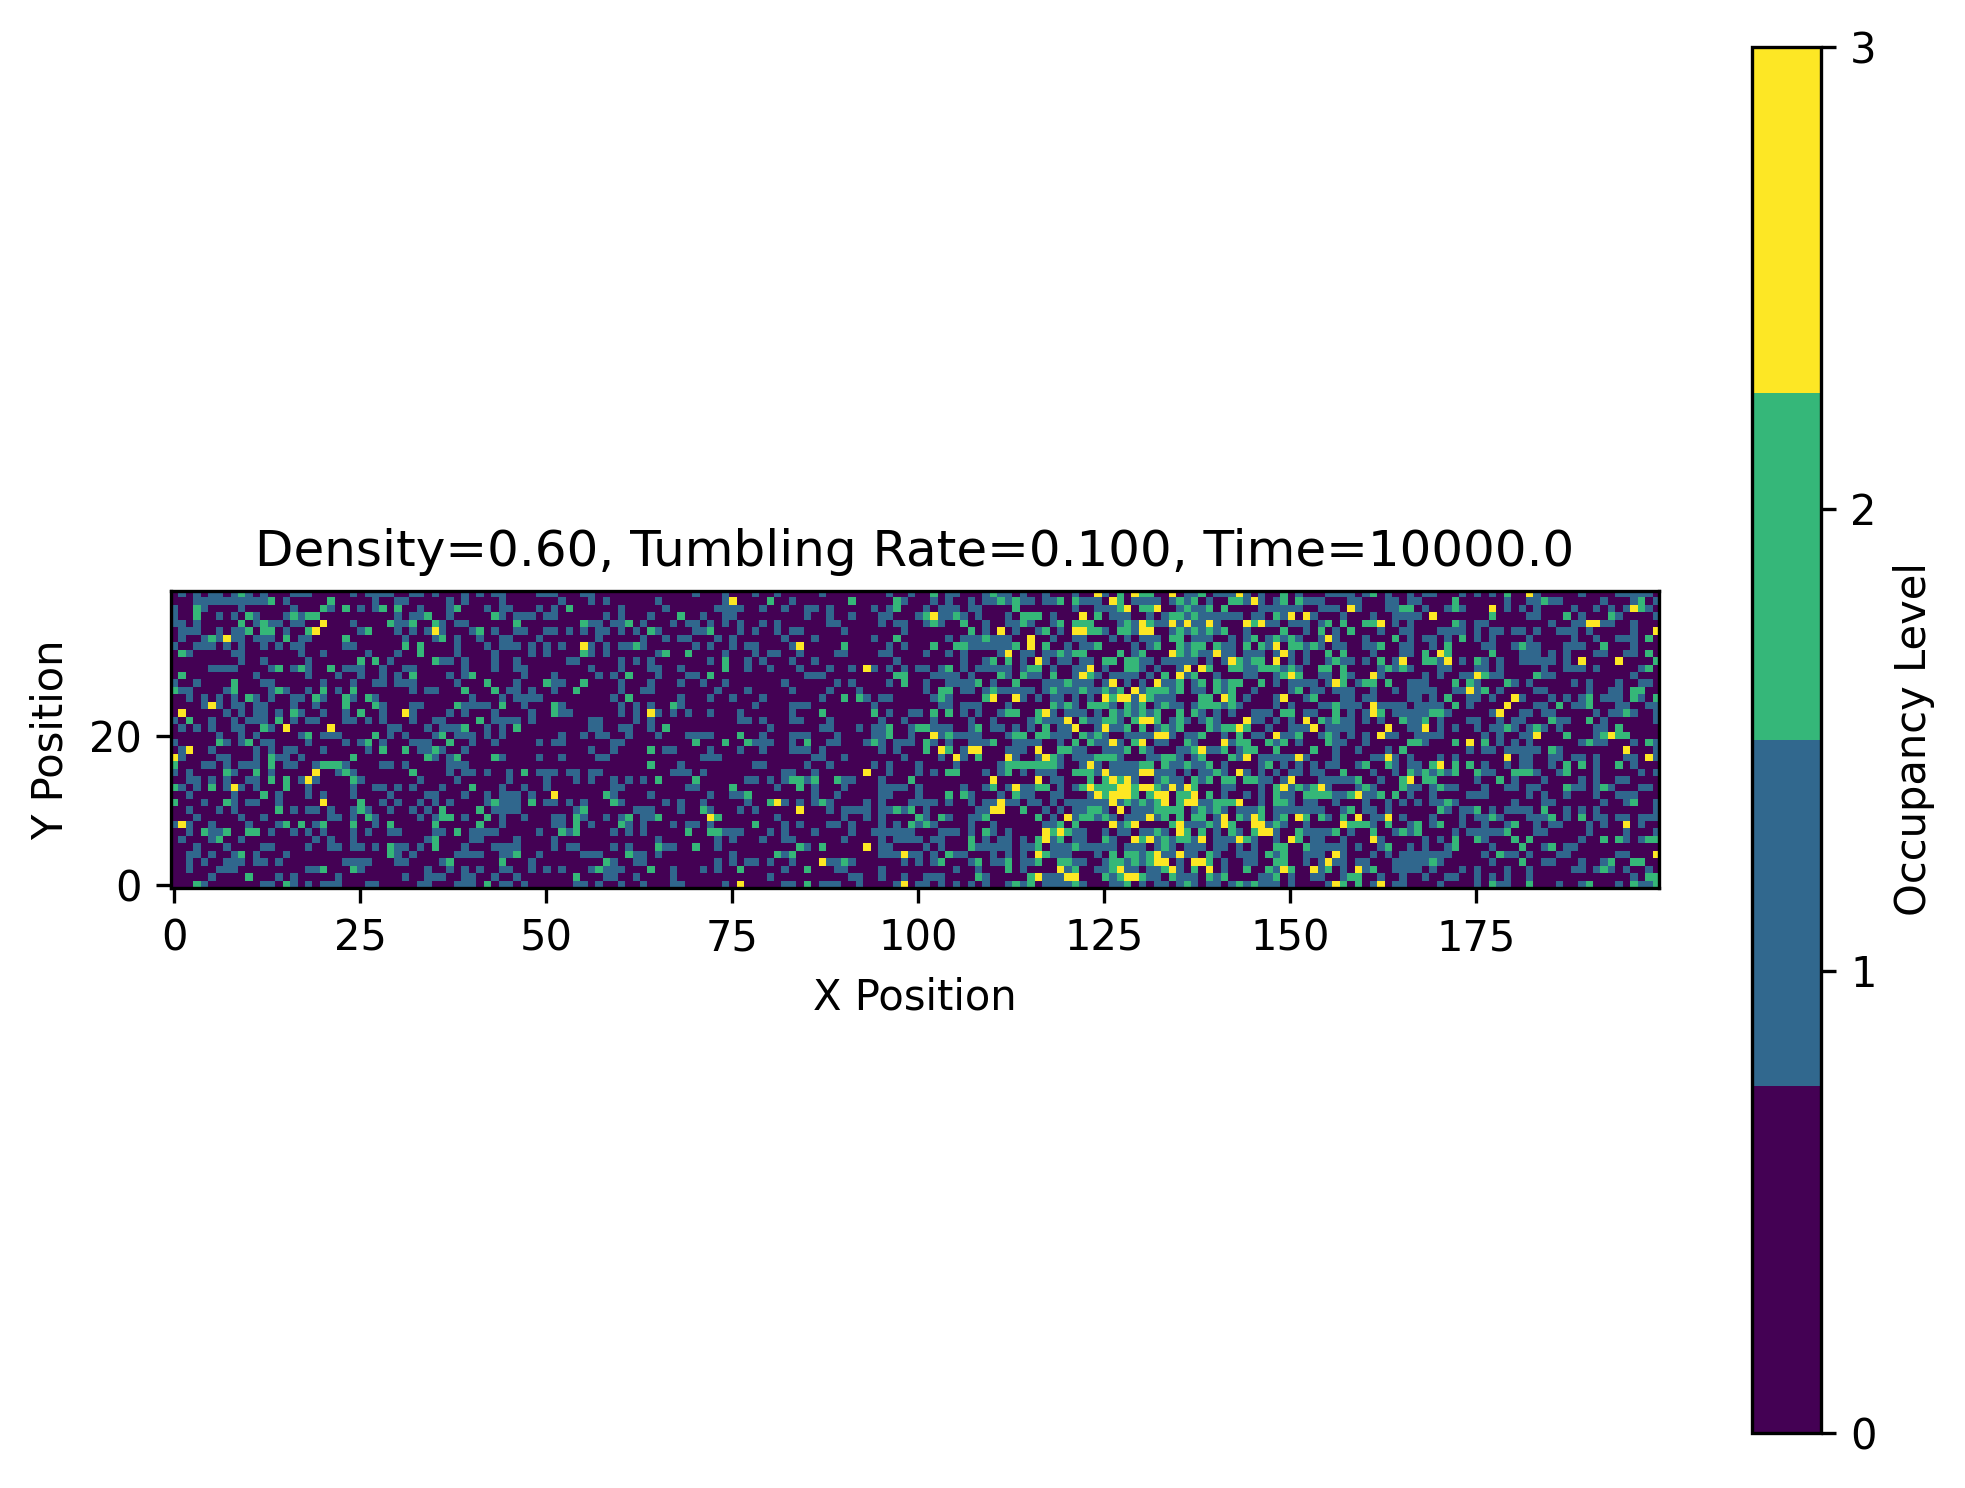 Density=0.60, Tumbling Rate=0.100, Time=10000.0
Y Position
20
0
0 25 50 75 100 125 150 175
X Position
3
2
1
0
Occupancy Level